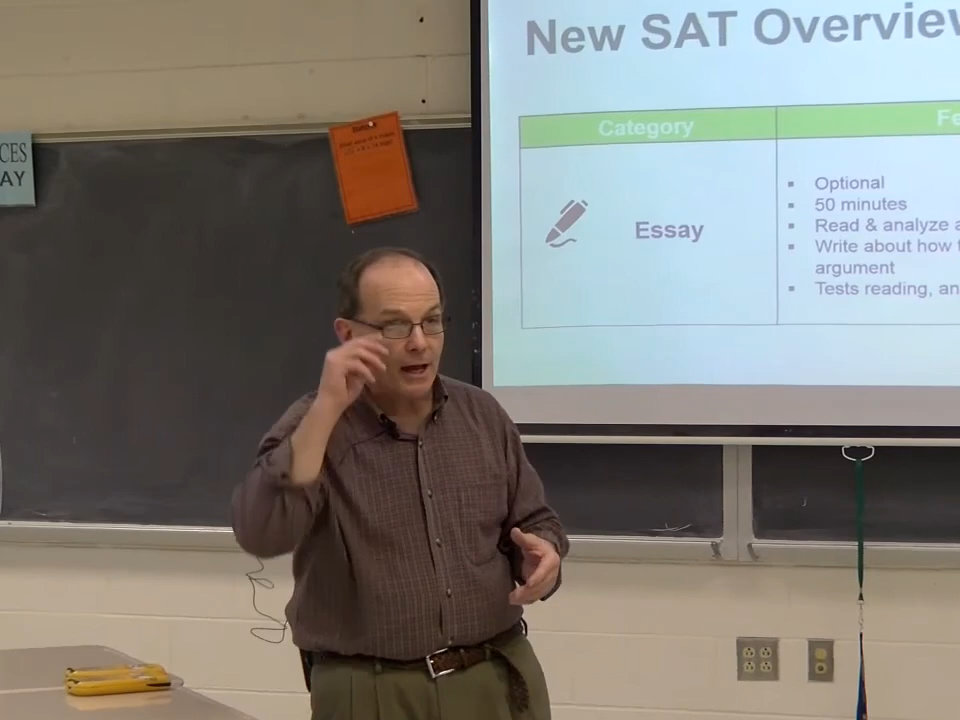 New SAT Overview
Category
Fe
Essay
Optional
50 minutes
Read & analyze a
Write about how
argument
Tests reading, an
CES
AY